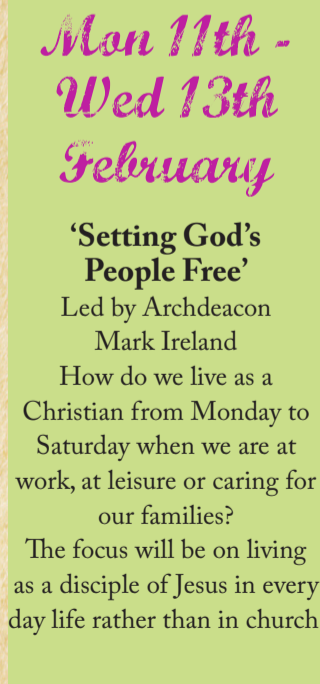 Mon 11th -
Wed 13th
February
‘Setting God’s
People Free’
Led by Archdeacon
Mark Ireland
How do we live as a
Christian from Monday to
Saturday when we are at
work, at leisure or caring for
our families?
The focus will be on living
as a disciple of Jesus in every
day life rather than in church